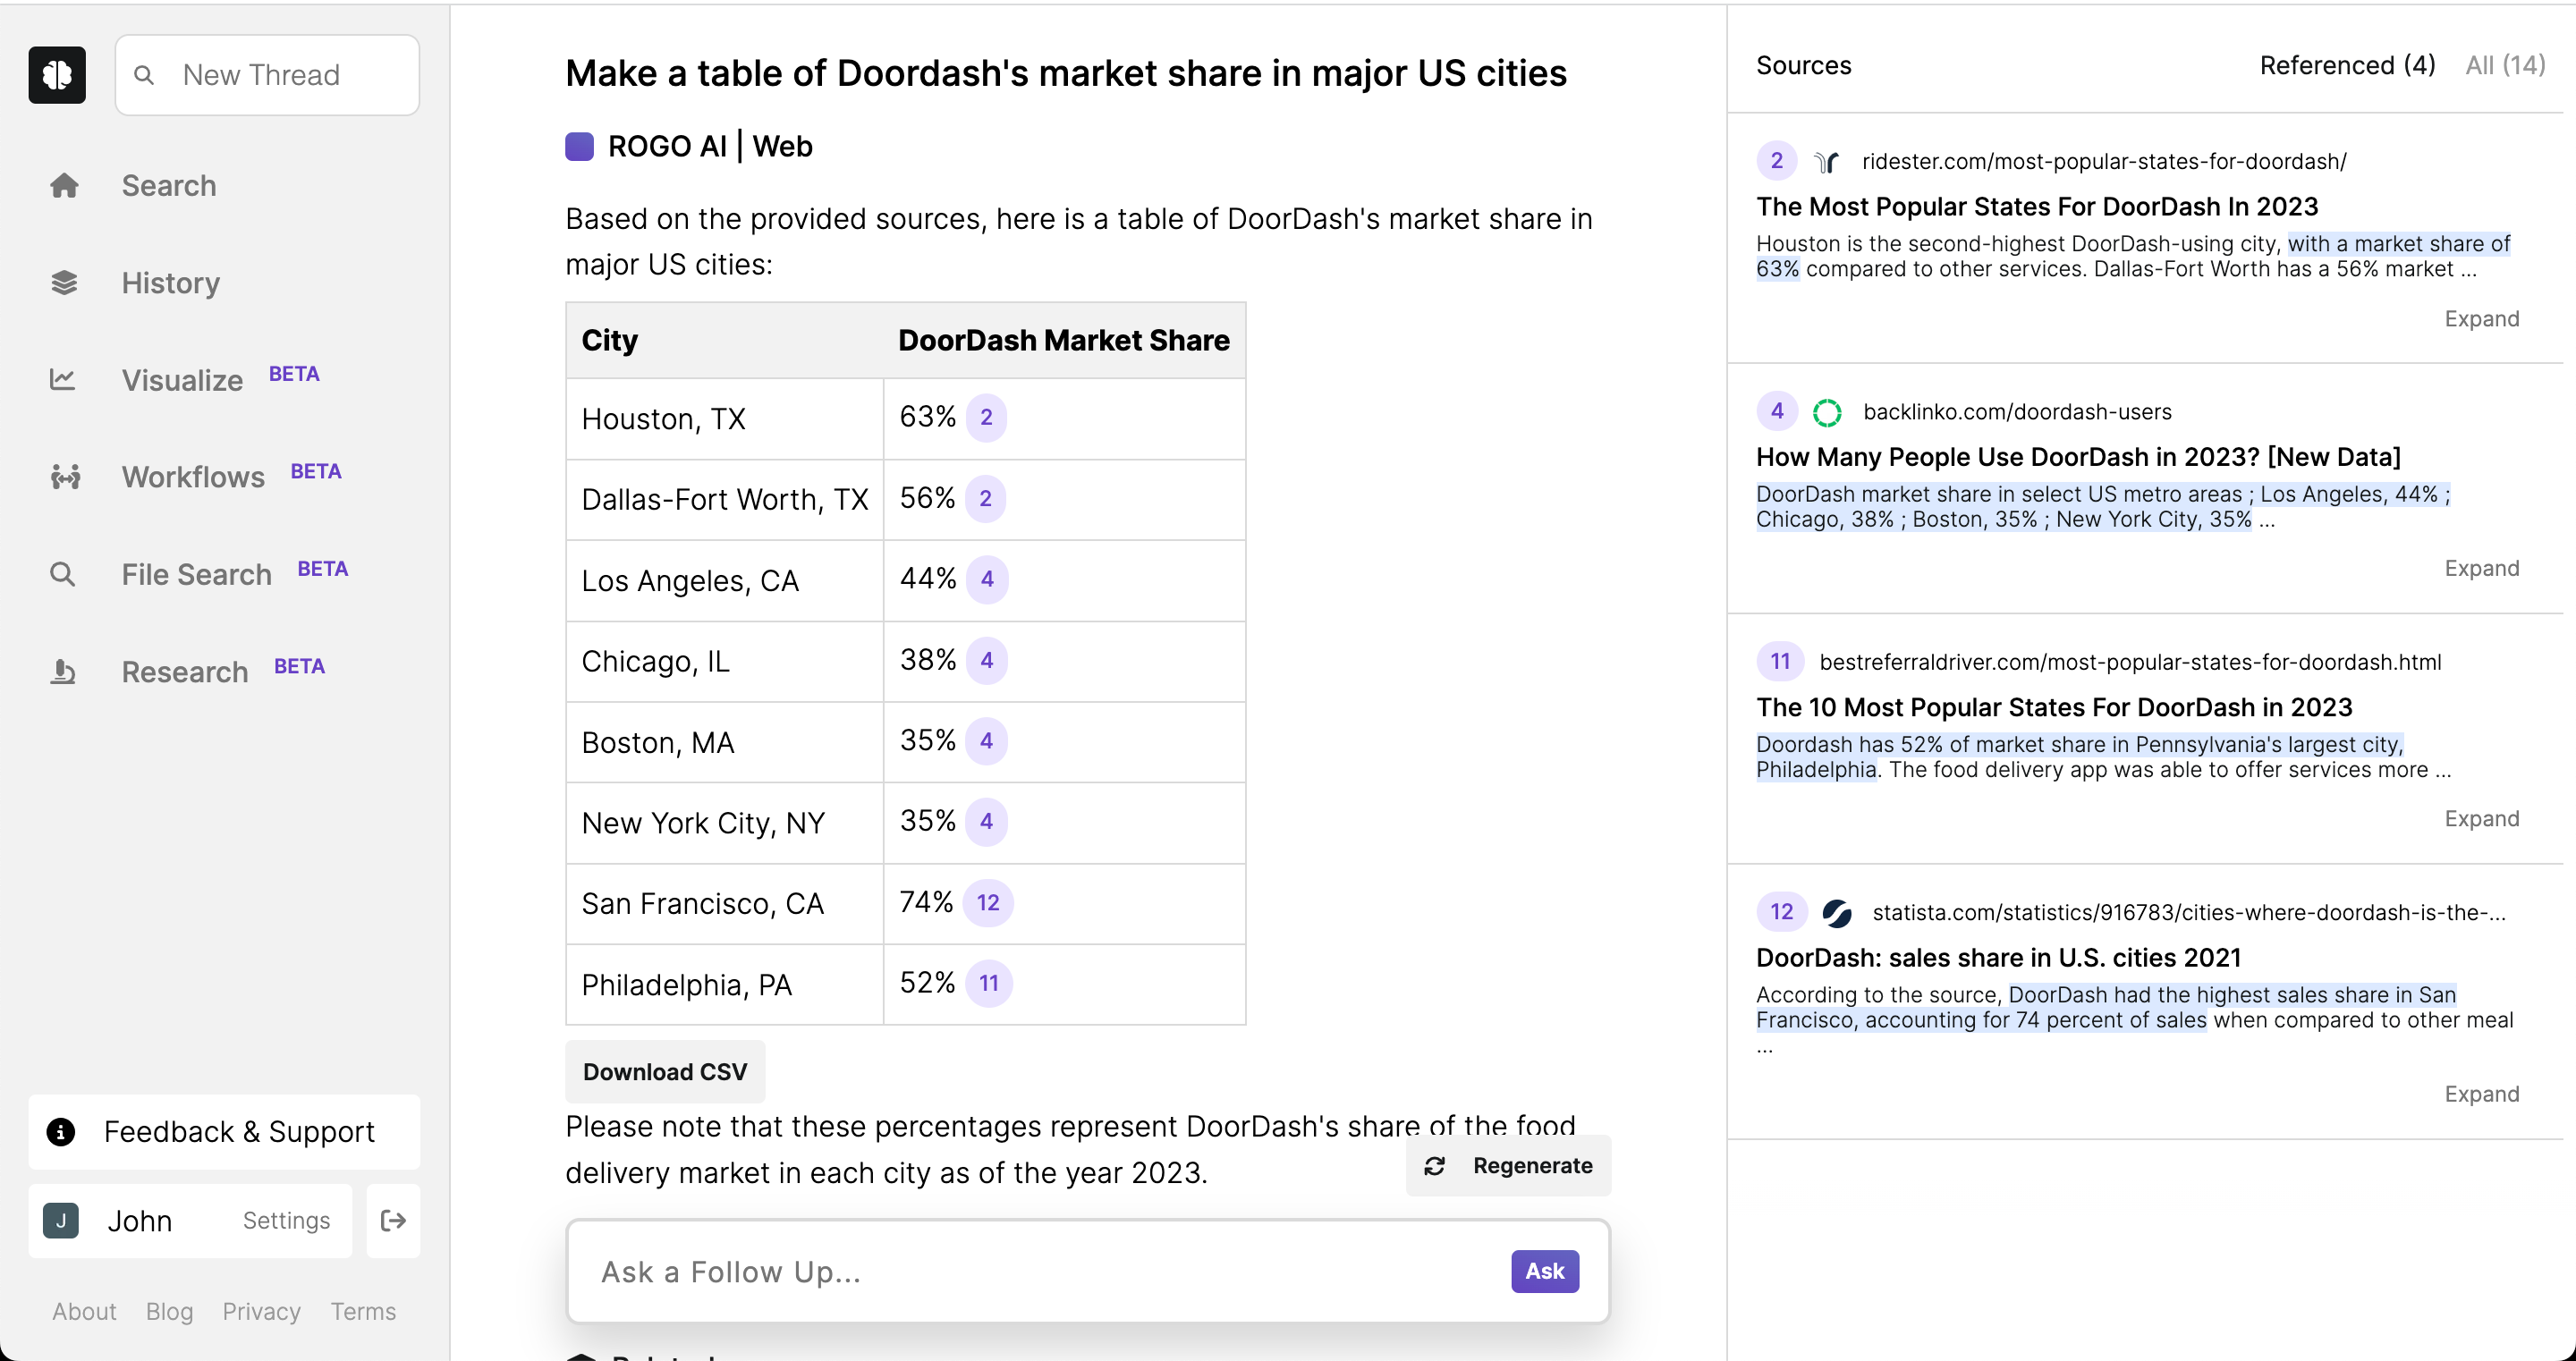 New Thread
Search
History
Visualize BETA
Workflows BETA
File Search BETA
Research BETA
Feedback & Support
J John Settings
About Blog Privacy Terms
Make a table of Doordash's market share in major US cities
ROGO AI | Web
Based on the provided sources, here is a table of DoorDash's market share in
major US cities:
City DoorDash Market Share
Houston, TX 63% 2
Dallas-Fort Worth, TX 56% 2
Los Angeles, CA 44% 4
Chicago, IL 38% 4
Boston, MA 35% 4
New York City, NY 35% 4
San Francisco, CA 74% 12
Philadelphia, PA 52% 11
Download CSV
Please note that these percentages represent DoorDash's share of the food
delivery market in each city as of the year 2023.
Regenerate
Ask a Follow Up...
Ask
Sources Referenced (4) All (14)
2 ridester.com/most-popular-states-for-doordash/
The Most Popular States For DoorDash In 2023
Houston is the second-highest DoorDash-using city, with a market share of
63% compared to other services. Dallas-Fort Worth has a 56% market ...
Expand
4 backlinko.com/doordash-users
How Many People Use DoorDash in 2023? [New Data]
DoorDash market share in select US metro areas ; Los Angeles, 44% ;
Chicago, 38% ; Boston, 35% ; New York City, 35% ...
Expand
11 bestreferraldriver.com/most-popular-states-for-doordash.html
The 10 Most Popular States For DoorDash in 2023
Doordash has 52% of market share in Pennsylvania's largest city,
Philadelphia. The food delivery app was able to offer services more ...
Expand
12 statista.com/statistics/916783/cities-where-doordash-is-the-...
DoorDash: sales share in U.S. cities 2021
According to the source, DoorDash had the highest sales share in San
Francisco, accounting for 74 percent of sales when compared to other meal
...
Expand